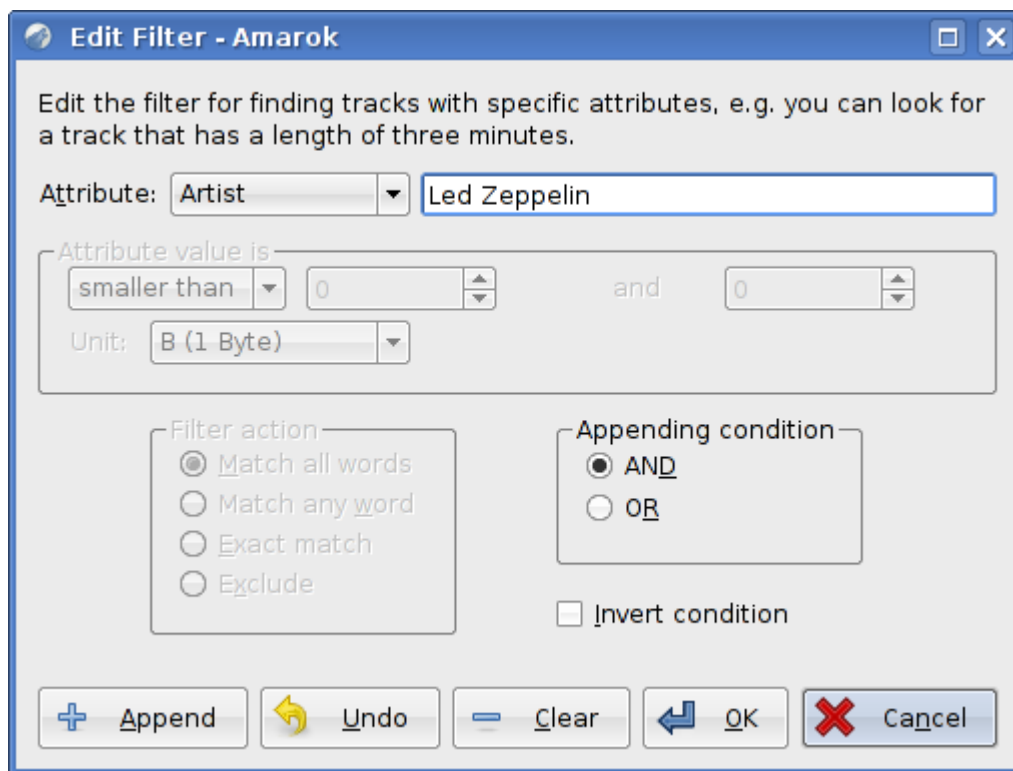 Edit Filter - Amarok
Edit the filter for finding tracks with specific attributes, e.g. you can look for
a track that has a length of three minutes.
Attribute: Artist Led Zeppelin
Attribute value is
smaller than 0 and 0
Unit: B (1 Byte)
Filter action
Match all words
Match any word
Exact match
Exclude
Appending condition
AND
OR
Invert condition
Append Undo Clear OK Cancel